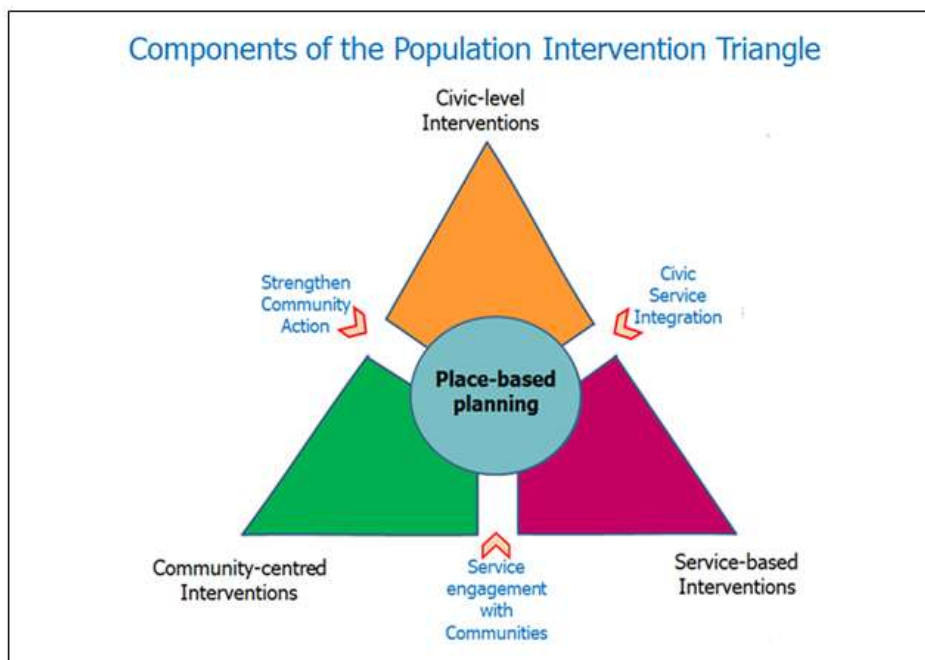 Components of the Population Intervention Triangle
Civic-level
Interventions
Strengthen
Community
Action
Civic
Service
Integration
Place-based
planning
Community-centred
Interventions
Service
engagement
with
Communities
Service-based
Interventions